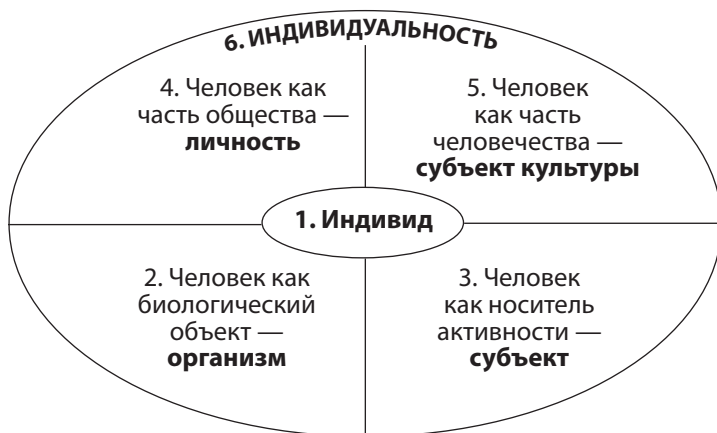 6. ИНДИВИДУАЛЬНОСТЬ
4. Человек как
часть общества —
личность
5. Человек
как часть
человечества —
субъект культуры
1. Индивид
2. Человек как
биологический
объект —
организм
3. Человек
как носитель
активности —
субъект